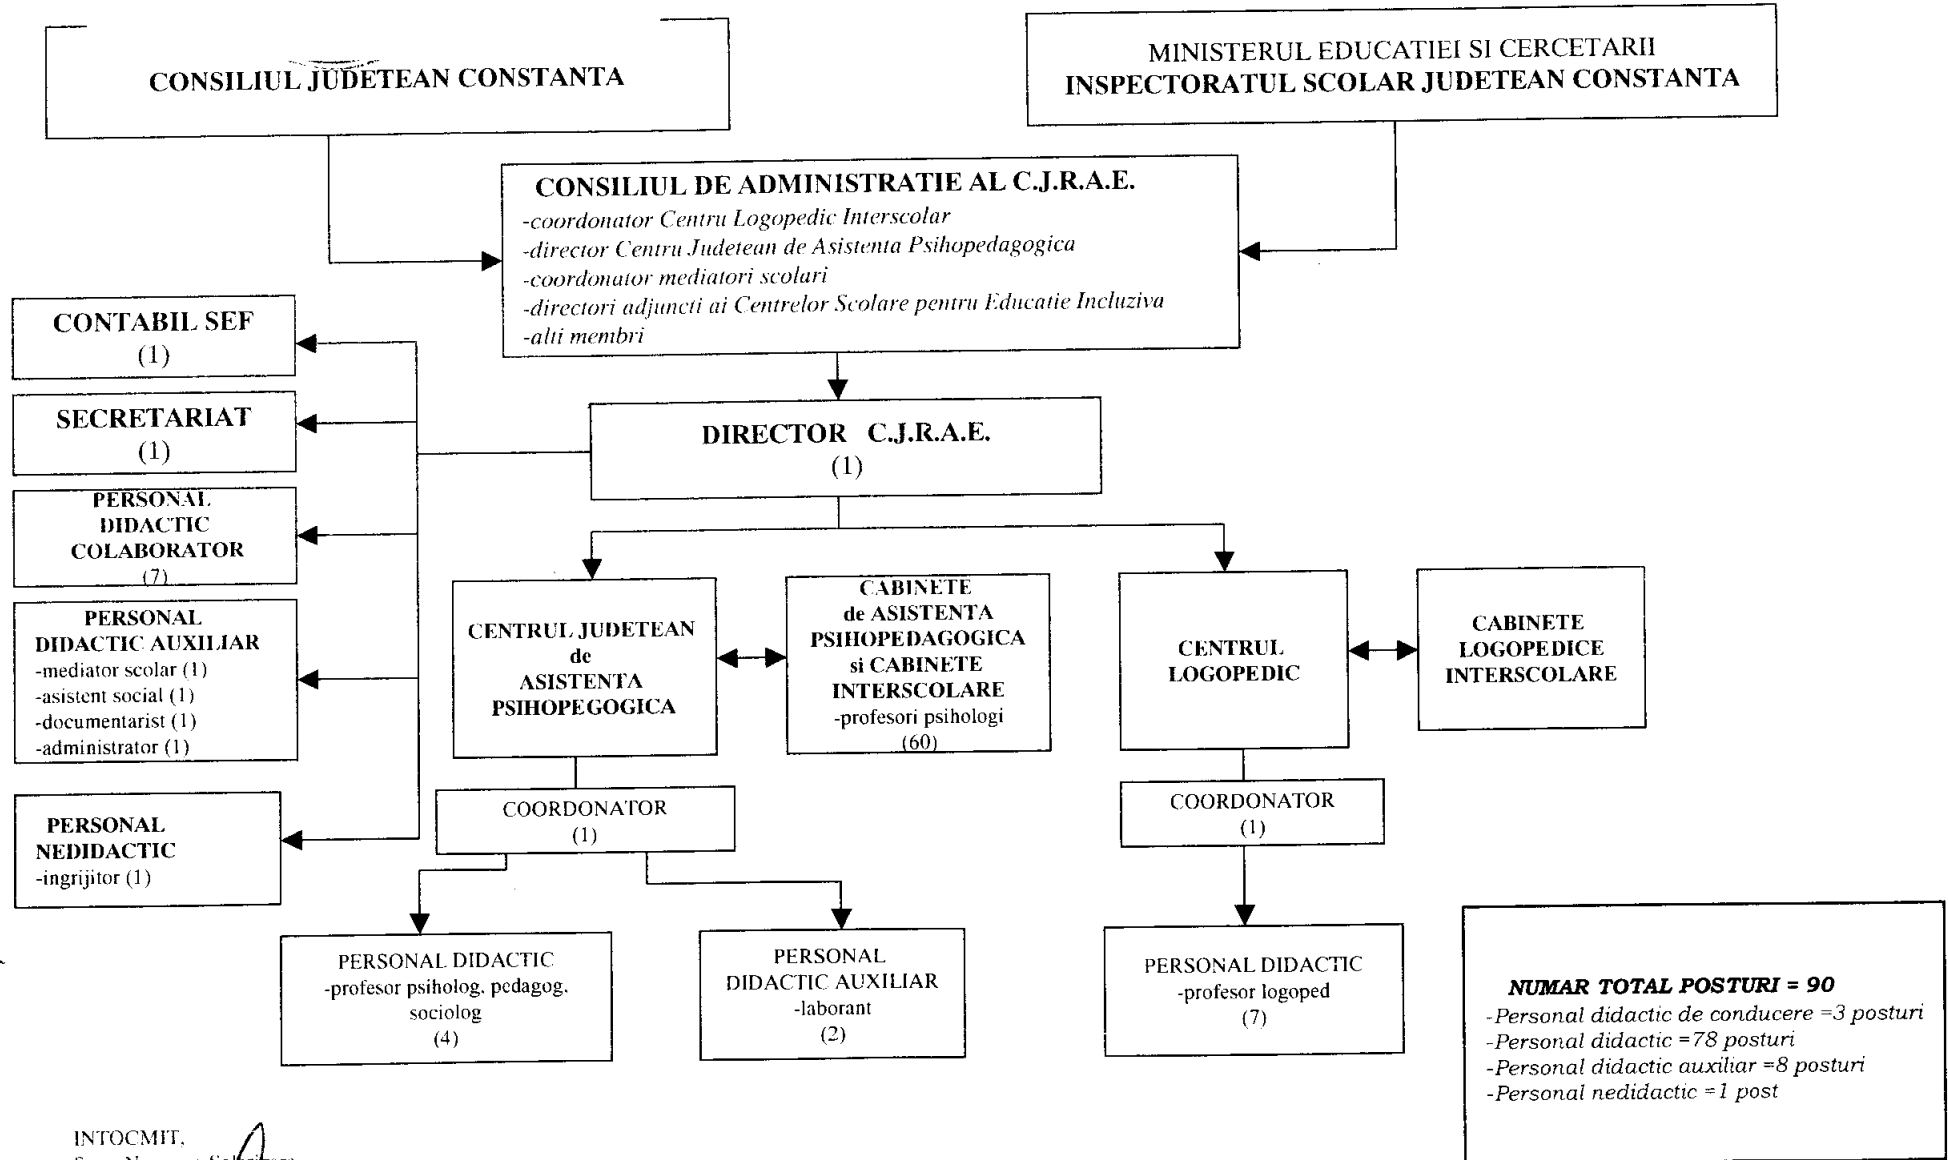 CONSILIUL JUDETEAN CONSTANTA
MINISTERUL EDUCATIEI SI CERCETARII
INSPECTORATUL SCOLAR JUDETEAN CONSTANTA
CONSILIUL DE ADMINISTRATIE AL C.J.R.A.E.
-coordonator Centru Logopedic Interscolar
-director Centru Judetean de Asistenta Psihopedagogica
-coordonator mediatori scolari
-directori adjuncti ai Centrelor Scolare pentru Educatie Incluziva
-alti membri
CONTABIL SEF
(1)
SECRETARIAT
(1)
DIRECTOR C.J.R.A.E.
(1)
PERSONAL
DIDACTIC
COLABORATOR
(7)
PERSONAL
DIDACTIC AUXILIAR
-mediator scolar (1)
-asistent social (1)
-documentarist (1)
-administrator (1)
PERSONAL
NEDIDACTIC
-ingrijitor (1)
CENTRUL JUDETEAN
de
ASISTENTA
PSIHOPEGOGICA
CABINETE
de ASISTENTA
PSIHOPEDAGOGICA
si CABINETE
INTERSCOLARE
-profesori psihologi
(60)
CENTRUL
LOGOPEDIC
CABINETE
LOGOPEDICE
INTERSCOLARE
COORDONATOR
(1)
COORDONATOR
(1)
PERSONAL DIDACTIC
-profesor psiholog, pedagog,
sociolog
(4)
PERSONAL
DIDACTIC AUXILIAR
-laborant
(2)
PERSONAL DIDACTIC
-profesor logoped
(7)
NUMAR TOTAL POSTURI = 90
-Personal didactic de conducere =3 posturi
-Personal didactic =78 posturi
-Personal didactic auxiliar =8 posturi
-Personal nedidactic =1 post
INTOCMIT,